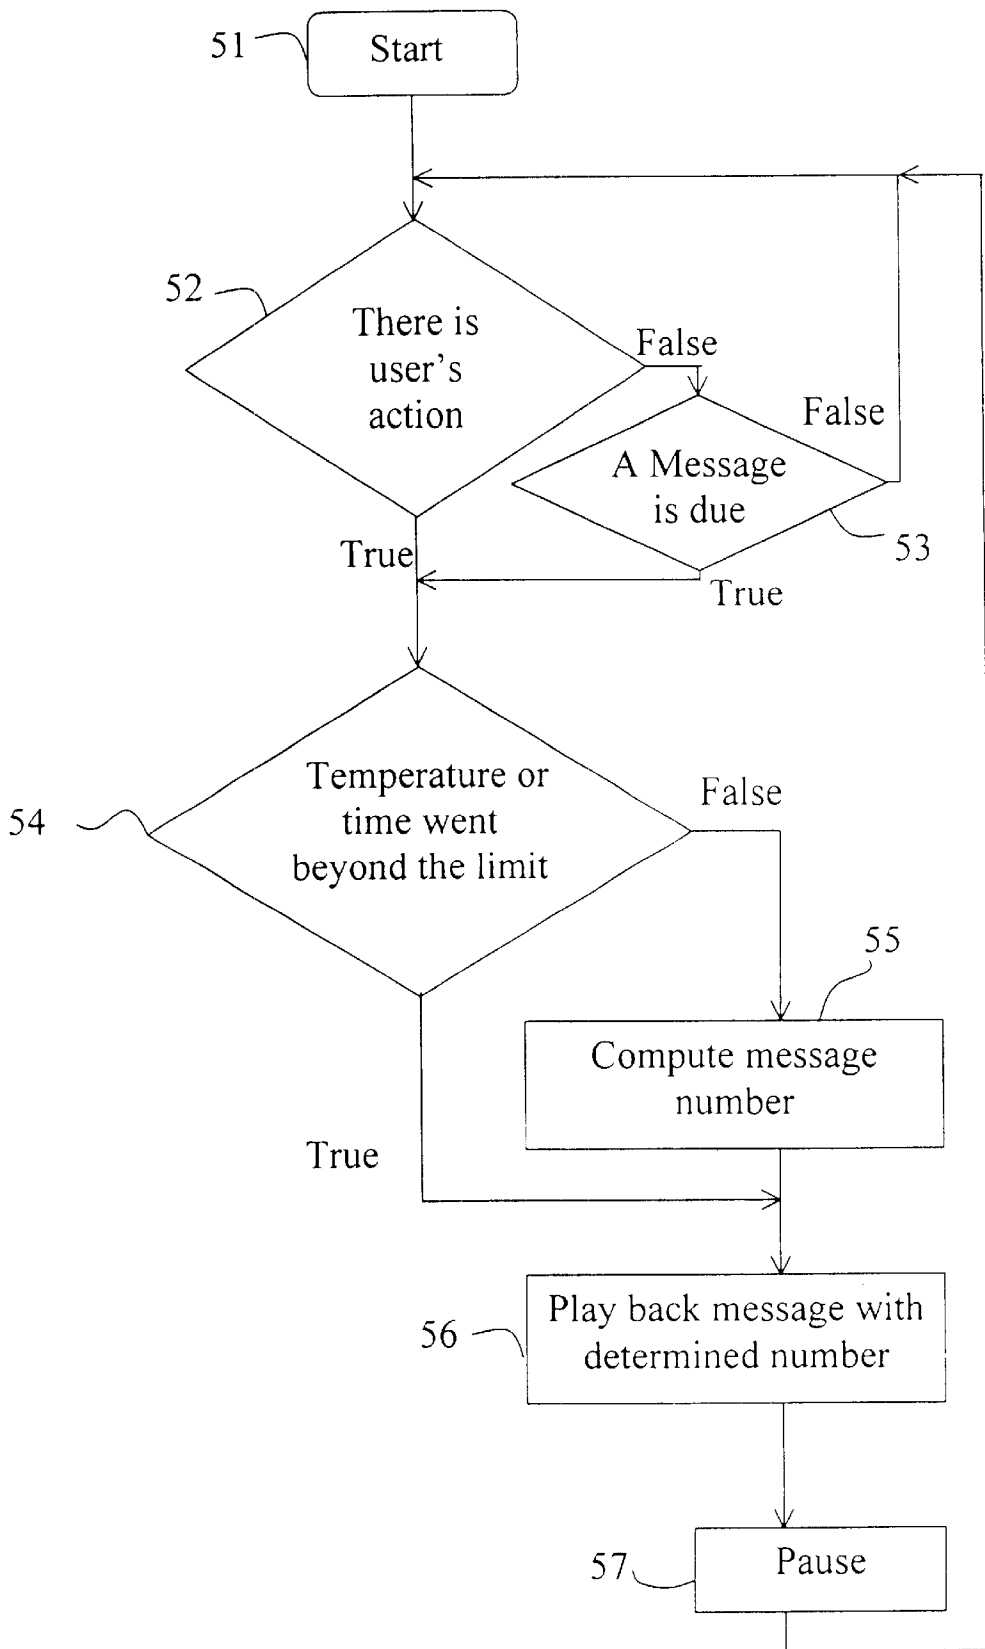 51
Start
52
There is
user's
action
False
False
A Message
is due
53
True
True
54
Temperature or
time went
beyond the limit
False
55
Compute message
number
True
56
Play back message with
determined number
57
Pause